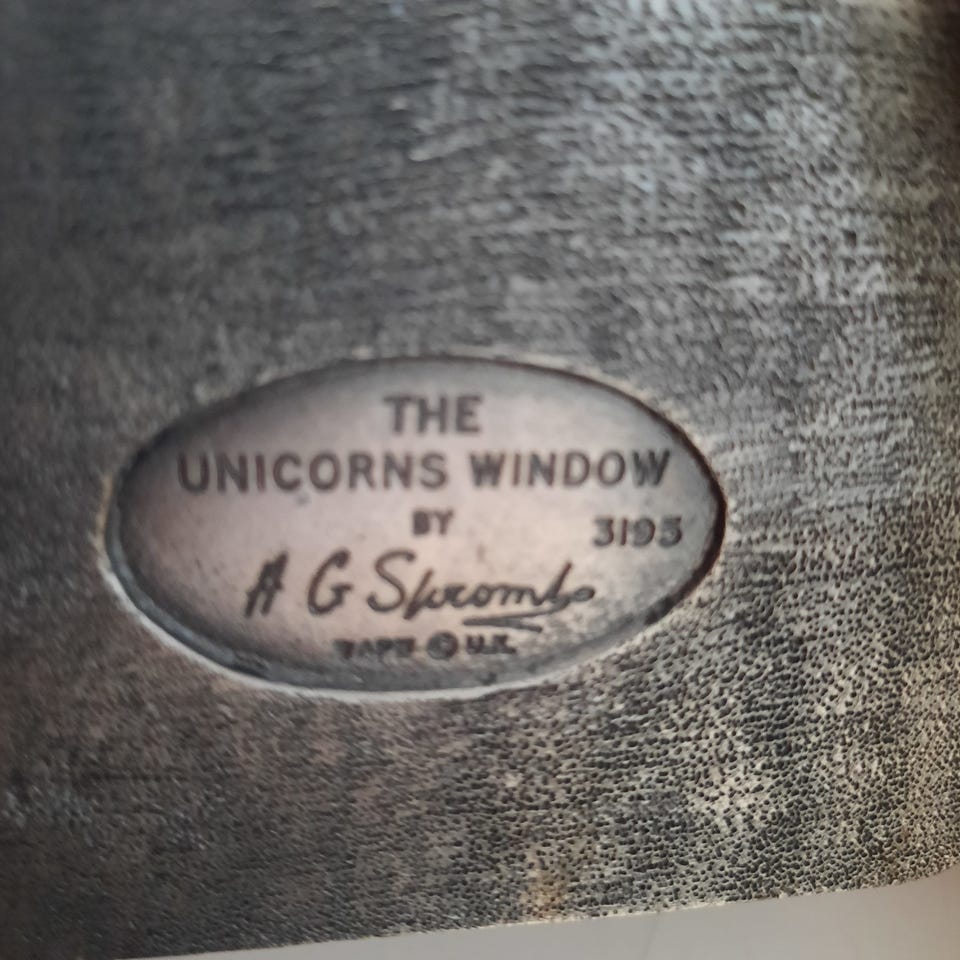 THE
UNICORNS WINDOW
BY
3195
A G Slocombe
© U.K.